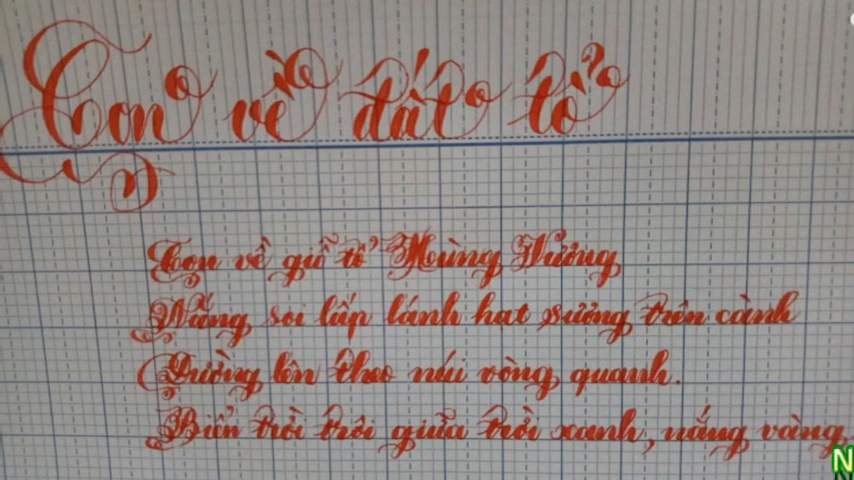 Con về đất tổ
Con về giỗ tổ Hùng Vương
Nắng soi lấp lánh hạt sương trên cành
Đường lên theo núi vòng quanh.
Biển trời trôi giữa trời xanh, nắng vàng.
N
N